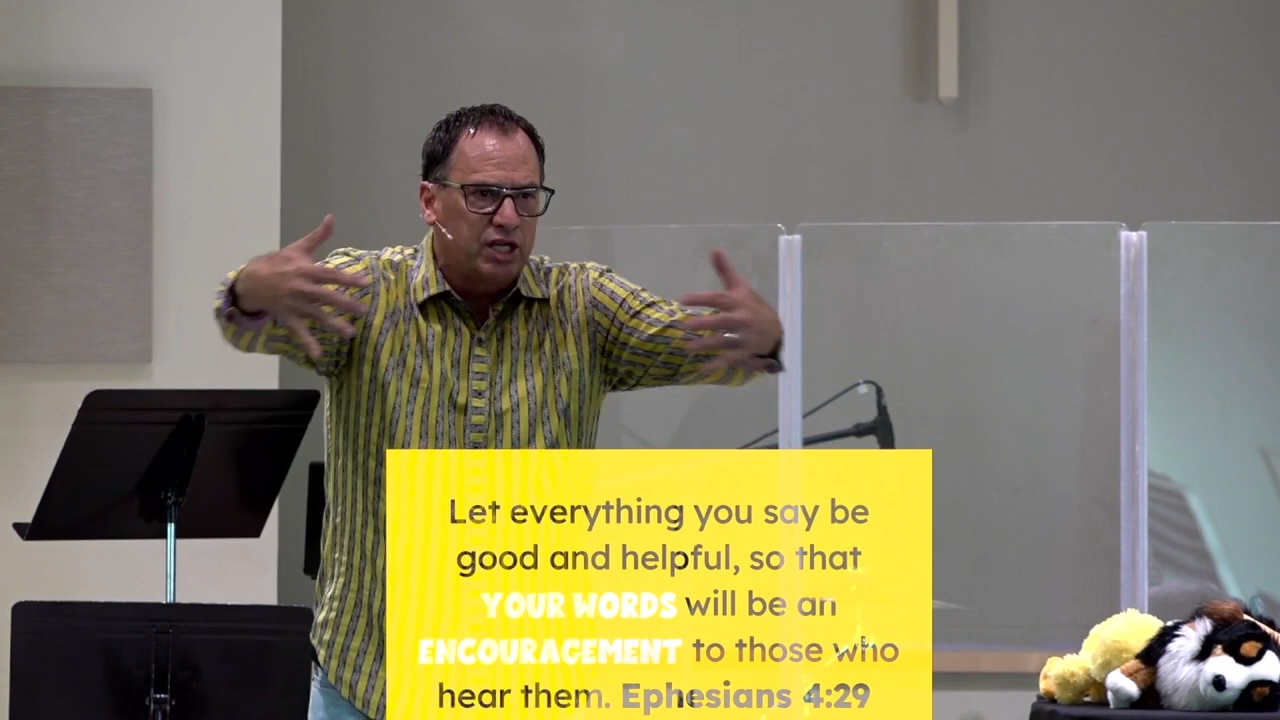 Let everything you say be
good and helpful, so that
YOUR WORDS will be an
ENCOURAGEMENT to those who
hear them. Ephesians 4:29